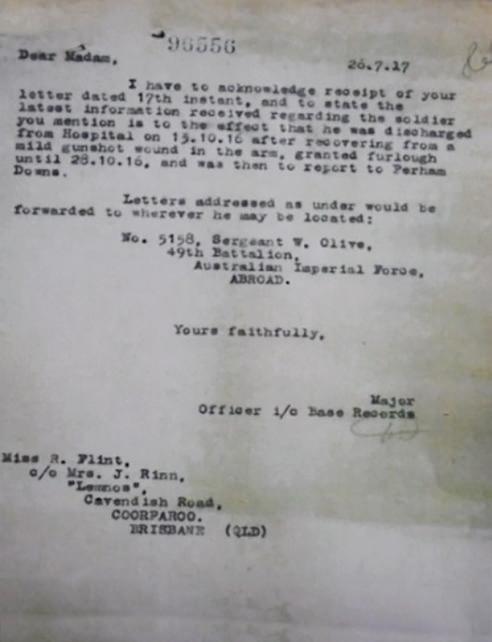 96556
Dear Madam,
26.7.17
I have to acknowledge receipt of your
letter dated 17th instant, and to state the
latest information received regarding the soldier
you mention is to the effect that he was discharged
from Hospital on 13.10.16 after recovering from a
mild gunshot wound in the arm, granted furlough
until 28.10.16, and was then to report to Perham
Downs.
Letters addressed as under would be
forwarded to wherever he may be located:
No. 5158, Sergeant W. Olive,
49th Battalion,
Australian Imperial Force,
ABROAD.
Yours faithfully,
Major
Officer i/c Base Records
Miss R. Flint,
c/o Mrs. J. Rinn,
"Lemnos",
Cavendish Road,
COORPAROO.
BRISBANE (QLD)